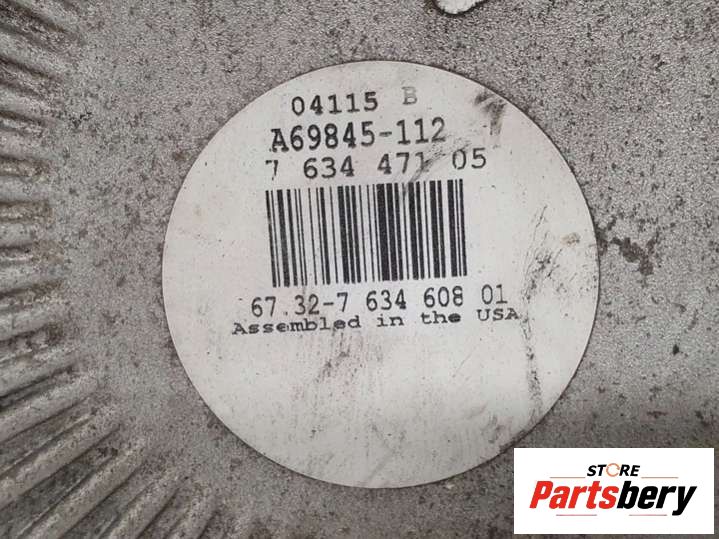 04115 B
A69845-112
7 634 471 05
67.32-7 634 608 01
Assembled in the USA
STORE
Partsbery